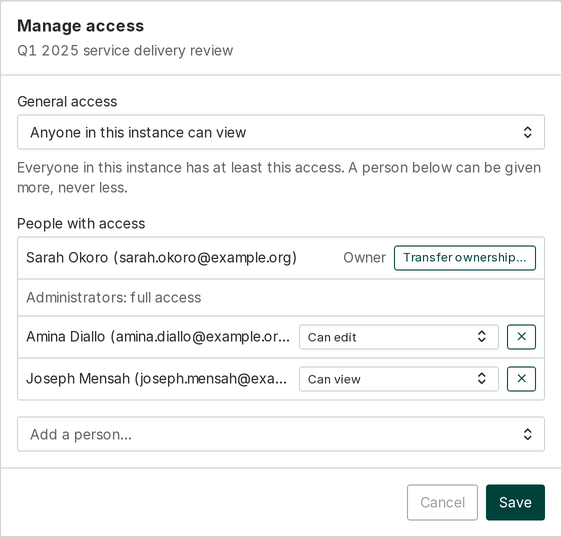 Manage access
Q1 2025 service delivery review
General access
Anyone in this instance can view
Everyone in this instance has at least this access. A person below can be given
more, never less.
People with access
Sarah Okoro (sarah.okoro@example.org) Owner Transfer ownership...
Administrators: full access
Amina Diallo (amina.diallo@example.or... Can edit
Joseph Mensah (joseph.mensah@exa... Can view
Add a person...
Cancel Save